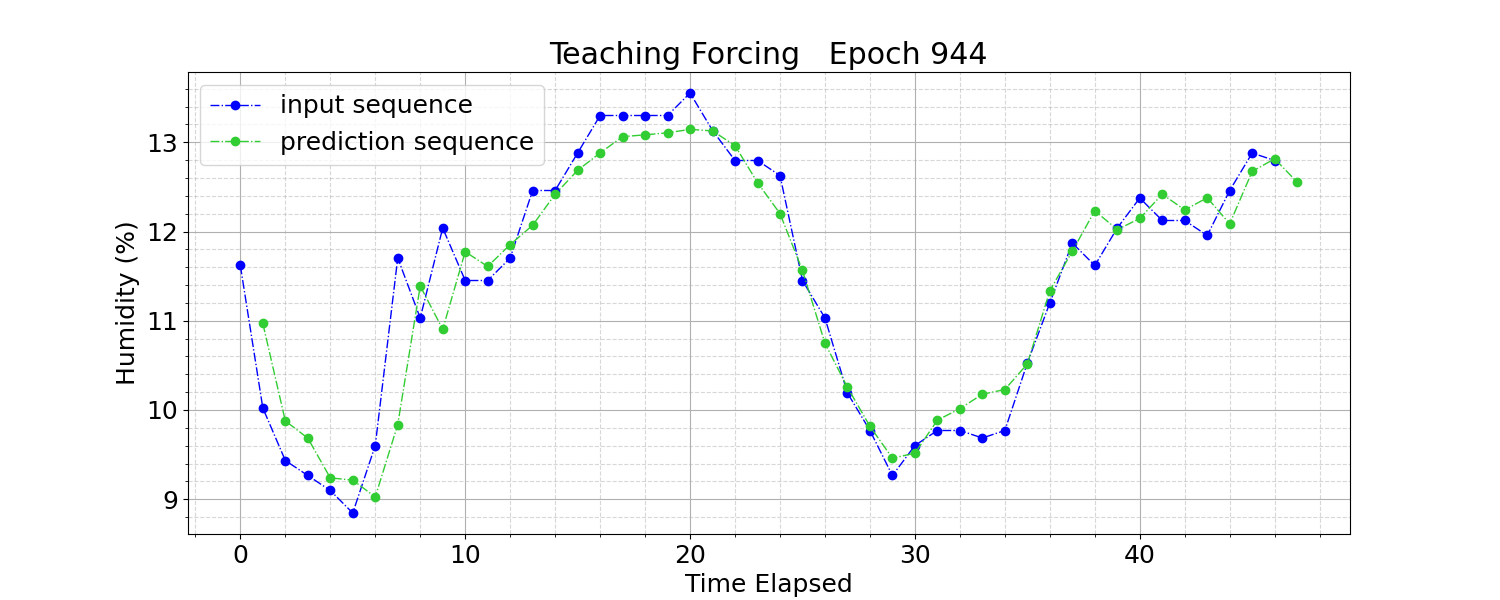 Teaching Forcing   Epoch 944
input sequence
prediction sequence
Humidity (%)
13
12
11
10
9
0 10 20 30 40
Time Elapsed